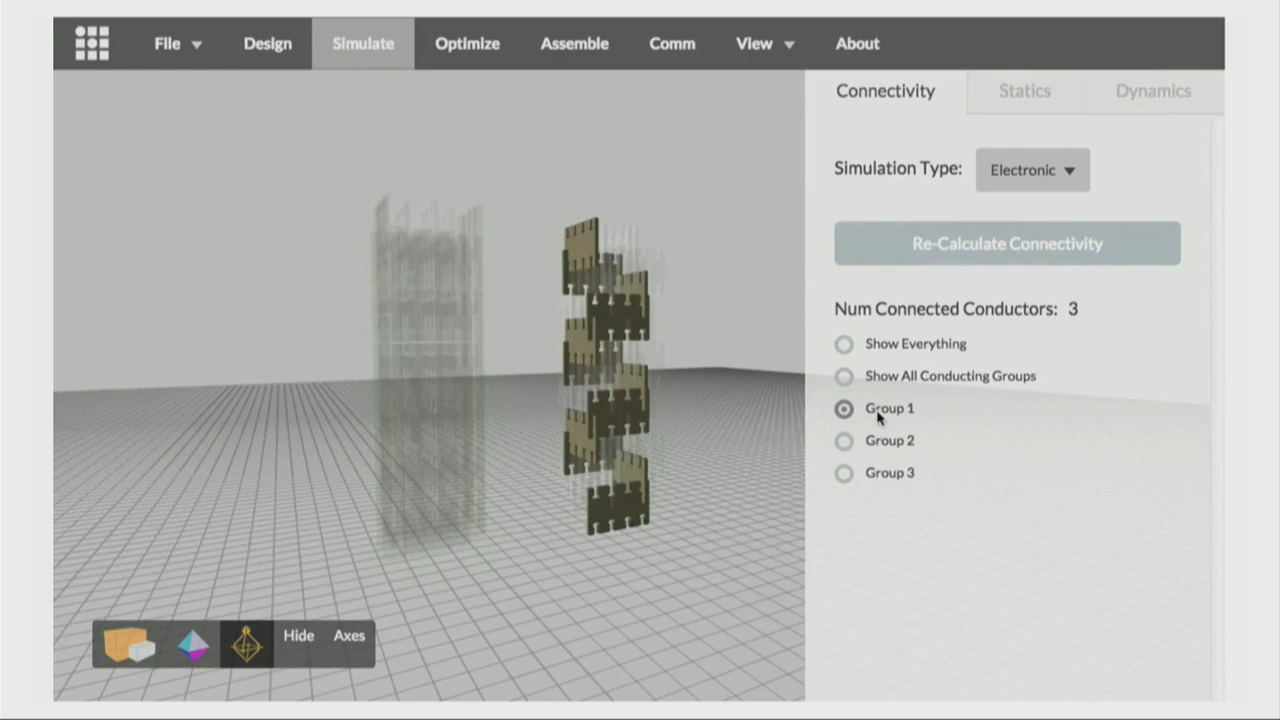 File Design Simulate Optimize Assemble Comm View About
Connectivity Statics Dynamics
Simulation Type: Electronic
Re-Calculate Connectivity
Num Connected Conductors: 3
Show Everything
Show All Conducting Groups
Group 1
Group 2
Group 3
Hide Axes